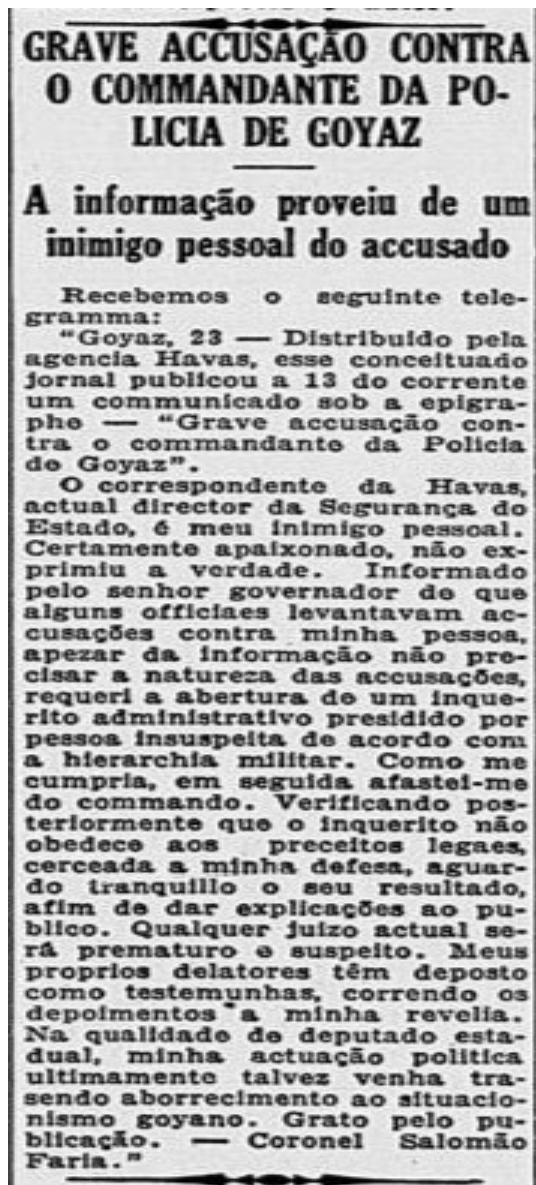 GRAVE ACCUSAÇÃO CONTRA
O COMMANDANTE DA PO-
LICIA DE GOYAZ
A informação proveiu de um
inimigo pessoal do accusado
Recebemos o seguinte tele-
gramma:
"Goyaz, 23 — Distribuido pela
agencia Havas, esse conceituado
jornal publicou a 13 do corrente
um communicado sob a epigra-
phe — "Grave accusação con-
tra o commandante da Policia
de Goyaz".
O correspondente da Havas,
actual director da Segurança do
Estado, é meu inimigo pessoal.
Certamente apaixonado, não ex-
primiu a verdade. Informado
pelo senhor governador de que
alguns officiaes levantavam ac-
cusações contra minha pessoa,
apezar da informação não pre-
cisar a natureza das accusações,
requeri a abertura de um inque-
rito administrativo presidido por
pessoa insuspeita de acordo com
a hierarchia militar. Como me
cumpria, em seguida afastei-me
do commando. Verificando pos-
teriormente que o inquerito não
obedece aos preceitos legaes,
cerceada a minha defesa, aguar-
do tranquillo o seu resultado,
afim de dar explicações ao pu-
blico. Qualquer juizo actual se-
rá prematuro e suspeito. Meus
proprios delatores têm deposto
como testemunhas, correndo os
depoimentos a minha revelia.
Na qualidade de deputado esta-
dual, minha actuação politica
ultimamente talvez venha tra-
sendo aborrecimento ao situacio-
nismo goyano. Grato pelo pu-
blicação. — Coronel Salomão
Faria."